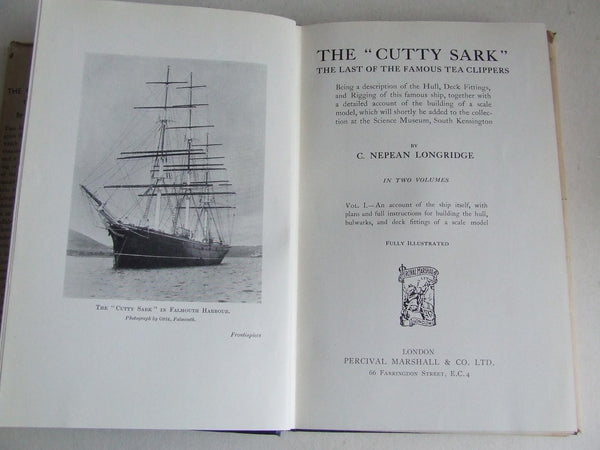 THE "CUTTY SARK" IN FALMOUTH HARBOUR.
Photograph by Opie, Falmouth.
Frontispiece
THE "CUTTY SARK"
THE LAST OF THE FAMOUS TEA CLIPPERS
Being a description of the Hull, Deck Fittings,
and Rigging of this famous ship, together with
a detailed account of the building of a scale
model, which will shortly be added to the collec-
tion at the Science Museum, South Kensington
BY
C. NEPEAN LONGRIDGE
IN TWO VOLUMES
VOL. I.—An account of the ship itself, with
plans and full instructions for building the hull,
bulwarks, and deck fittings of a scale model
FULLY ILLUSTRATED
PERCIVAL MARSHALL
LONDON
PERCIVAL MARSHALL & CO. LTD.
66 FARRINGDON STREET, E.C.4